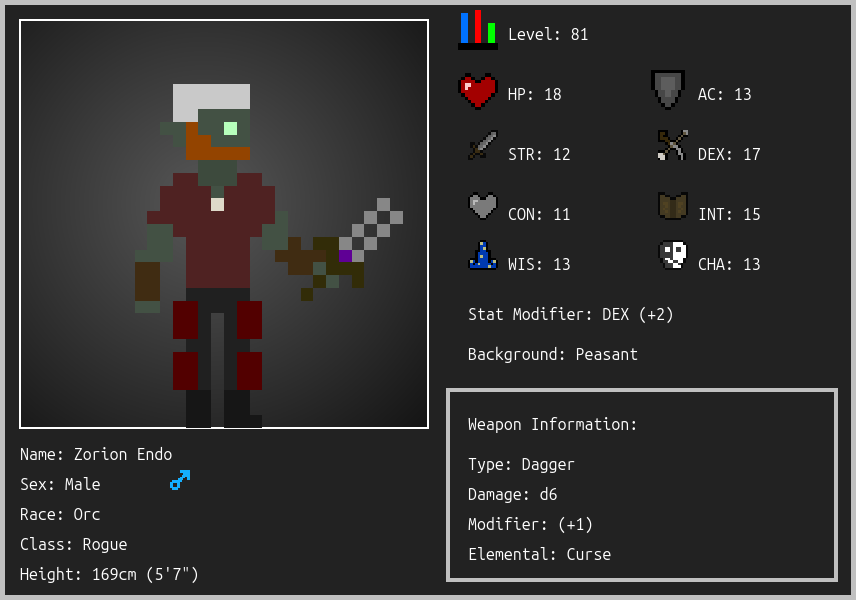 Level: 81
HP: 18
AC: 13
STR: 12
DEX: 17
CON: 11
INT: 15
WIS: 13
CHA: 13
Stat Modifier: DEX (+2)
Background: Peasant
Weapon Information:
Type: Dagger
Damage: d6
Modifier: (+1)
Elemental: Curse
Name: Zorion Endo
Sex: Male
Race: Orc
Class: Rogue
Height: 169cm (5'7")